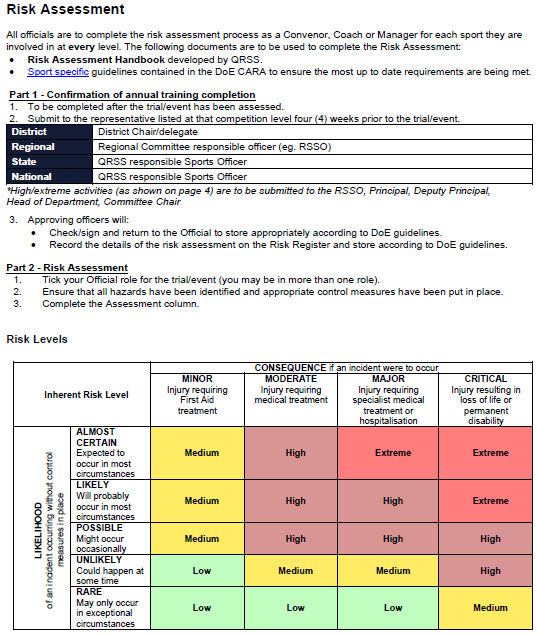 Risk Assessment
All officials are to complete the risk assessment process as a Convenor, Coach or Manager for each sport they are
involved in at every level. The following documents are to be used to complete the Risk Assessment:
• Risk Assessment Handbook developed by QRSS.
• Sport specific guidelines contained in the DoE CARA to ensure the most up to date requirements are being met.
Part 1 - Confirmation of annual training completion
1. To be completed after the trial/event has been assessed.
2. Submit to the representative listed at that competition level four (4) weeks prior to the trial/event.
District District Chair/delegate
Regional Regional Committee responsible officer (eg. RSSO)
State QRSS responsible Sports Officer
National QRSS responsible Sports Officer
*High/extreme activities (as shown on page 4) are to be submitted to the RSSO, Principal, Deputy Principal,
Head of Department, Committee Chair
3. Approving officers will:
• Check/sign and return to the Official to store appropriately according to DoE guidelines.
• Record the details of the risk assessment on the Risk Register and store according to DoE guidelines.
Part 2 - Risk Assessment
1. Tick your Official role for the trial/event (you may be in more than one role).
2. Ensure that all hazards have been identified and appropriate control measures have been put in place.
3. Complete the Assessment column.
Risk Levels
Inherent Risk Level
CONSEQUENCE if an incident were to occur
MINOR
Injury requiring
First Aid
treatment
MODERATE
Injury requiring
medical treatment
MAJOR
Injury requiring
specialist medical
treatment or
hospitalisation
CRITICAL
Injury resulting in
loss of life or
permanent
disability
LIKELIHOOD
of an incident occurring without control
measures in place
ALMOST
CERTAIN
Expected to
occur in most
circumstances
Medium High Extreme Extreme
LIKELY
Will probably
occur in most
circumstances
Medium High High Extreme
POSSIBLE
Might occur
occasionally
Medium High High High
UNLIKELY
Could happen at
some time
Low Medium Medium High
RARE
May only occur
in exceptional
circumstances
Low Low Low Medium